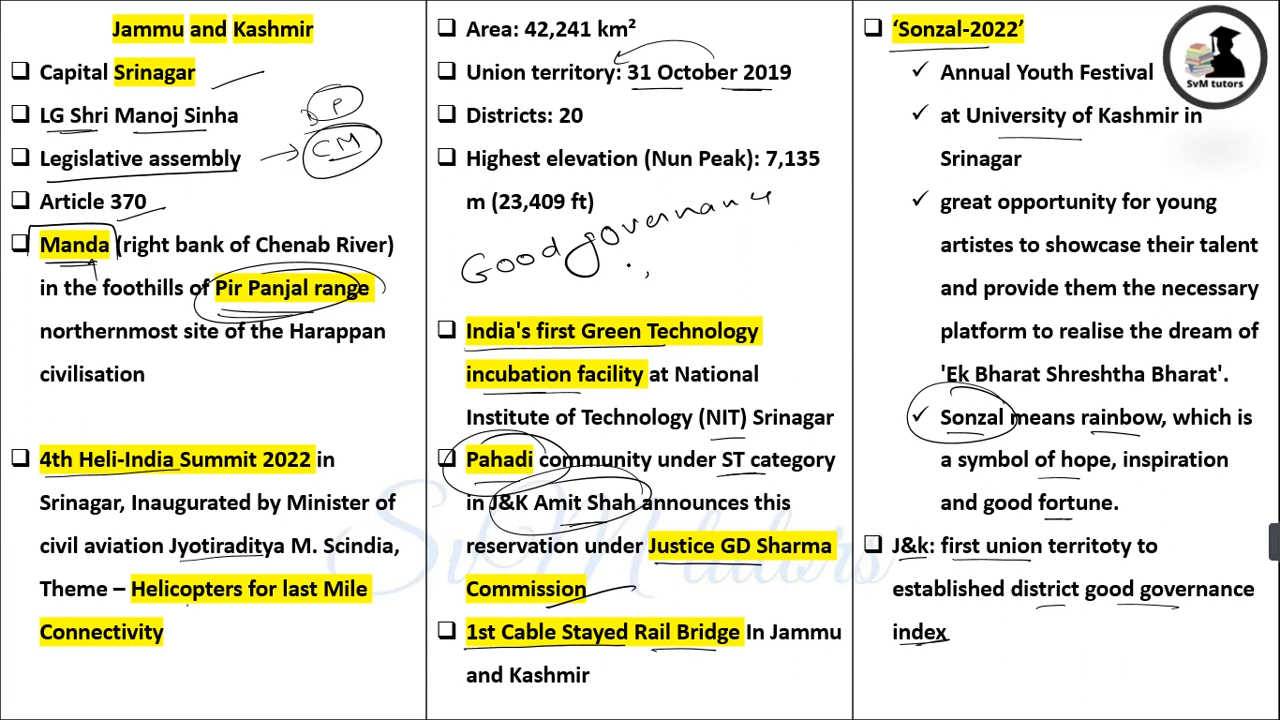 Jammu and Kashmir
Capital Srinagar
LG Shri Manoj Sinha
P
Legislative assembly
CM
Article 370
Manda (right bank of Chenab River)
in the foothills of Pir Panjal range
northernmost site of the Harappan
civilisation
4th Heli-India Summit 2022 in
Srinagar, Inaugurated by Minister of
civil aviation Jyotiraditya M. Scindia,
Theme – Helicopters for last Mile
Connectivity
Area: 42,241 km²
Union territory: 31 October 2019
Districts: 20
Highest elevation (Nun Peak): 7,135
m (23,409 ft)
Good governance
India's first Green Technology
incubation facility at National
Institute of Technology (NIT) Srinagar
Pahadi community under ST category
in J&K Amit Shah announces this
reservation under Justice GD Sharma
Commission
1st Cable Stayed Rail Bridge In Jammu
and Kashmir
‘Sonzal-2022’
Annual Youth Festival
at University of Kashmir in
Srinagar
great opportunity for young
artistes to showcase their talent
and provide them the necessary
platform to realise the dream of
'Ek Bharat Shreshtha Bharat'.
Sonzal means rainbow, which is
a symbol of hope, inspiration
and good fortune.
J&k: first union territoty to
established district good governance
index
SvM tutors
SvM tutors